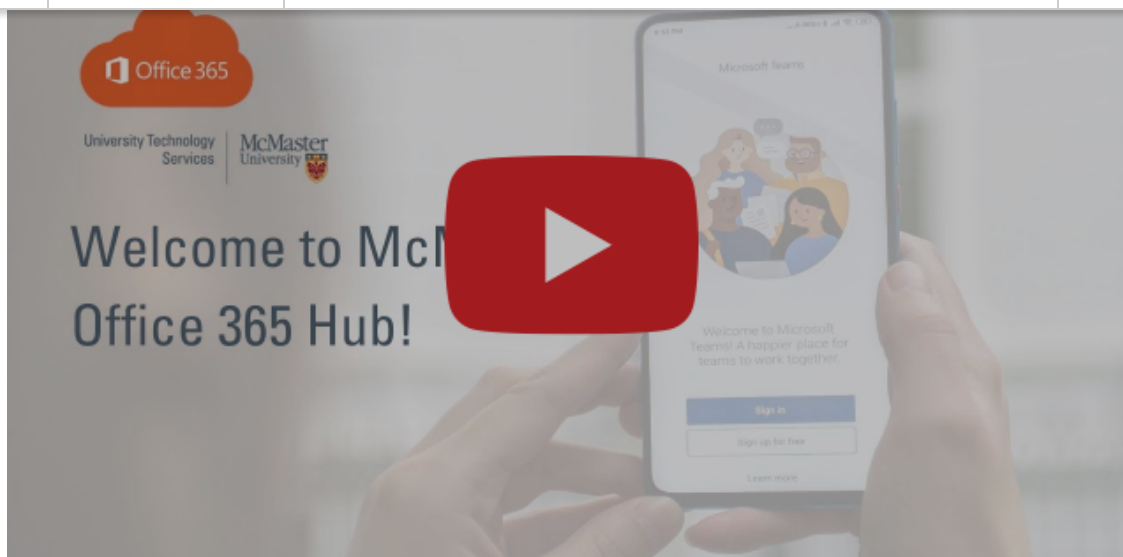 Office 365
University Technology
Services
McMaster
University
Welcome to McM
Office 365 Hub!
Microsoft Teams
Welcome to Microsoft
Teams! A happier place for
teams to work together.
Sign in
Sign up for free
Learn more